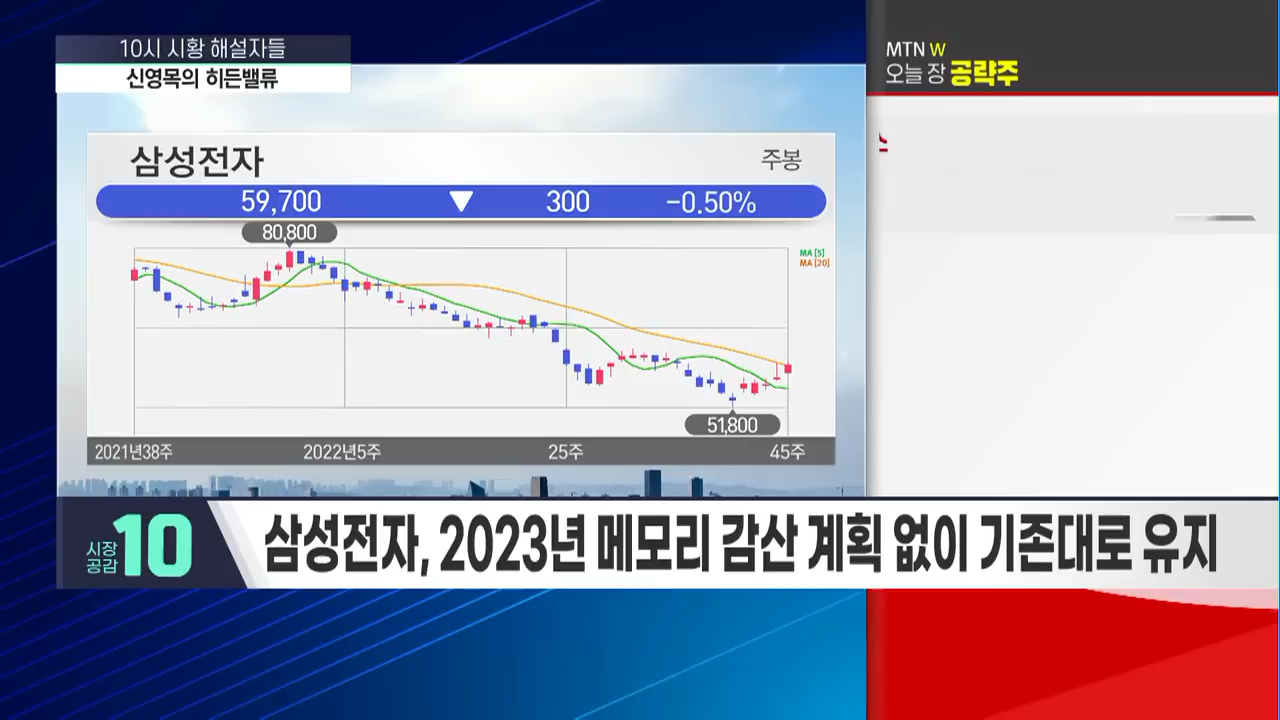 10시 시황 해설자들
신영목의 히든밸류
MTN W
오늘 장 공략주
삼성전자
주봉
59,700 ▼ 300 -0.50%
80,800
MA [5]
MA [20]
51,800
2021년38주 2022년5주 25주 45주
시장
공감
10
삼성전자, 2023년 메모리 감산 계획 없이 기존대로 유지